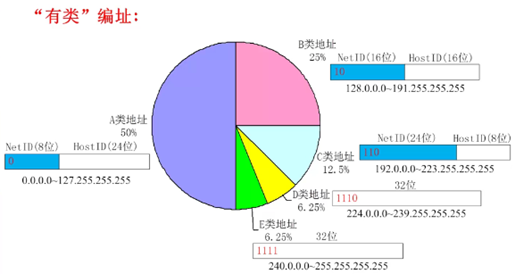 “有类”编址:
B类地址
25%
NetID(16位) HostID(16位)
10
128.0.0.0~191.255.255.255
A类地址
50%
NetID(8位) HostID(24位)
0
0.0.0.0~127.255.255.255
NetID(24位) HostID(8位)
110
192.0.0.0~223.255.255.255
C类地址
12.5%
32位
1110
224.0.0.0~239.255.255.255
D类地址
6.25%
E类地址
6.25%
32位
1111
240.0.0.0~255.255.255.255